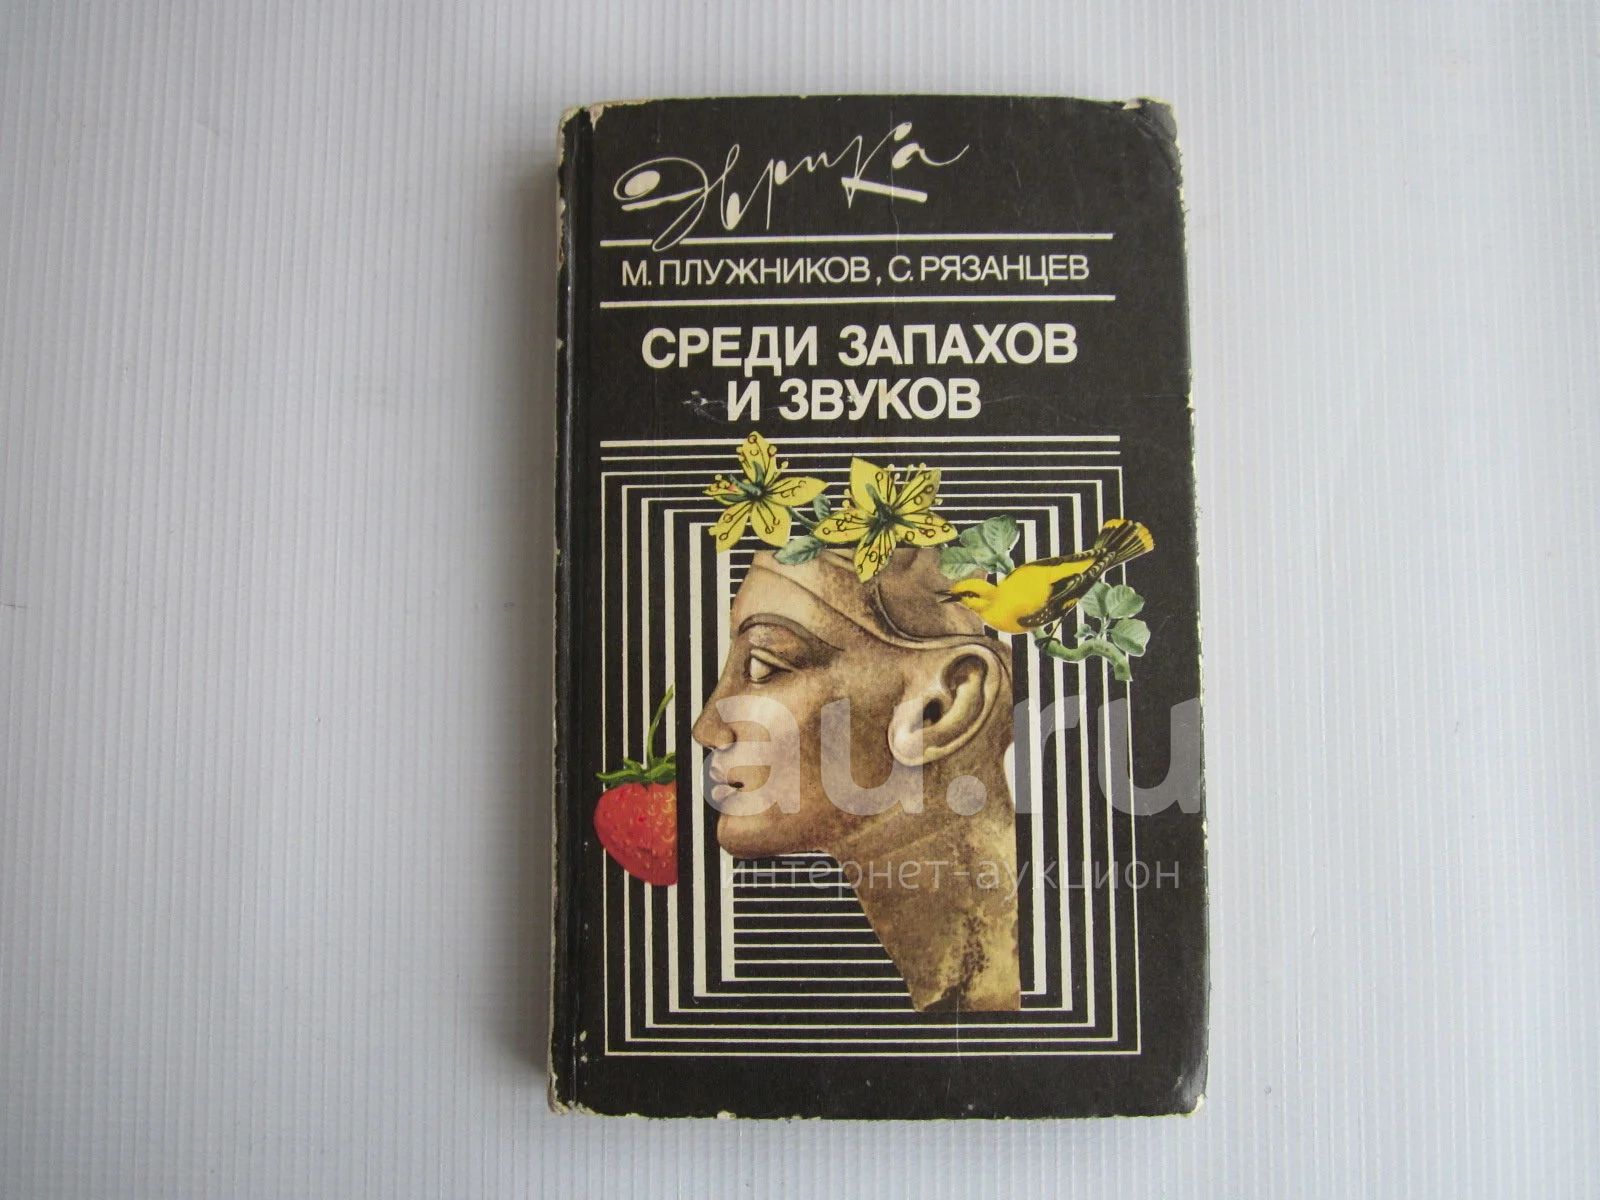 Эврика
М. ПЛУЖНИКОВ, С. РЯЗАНЦЕВ
СРЕДИ ЗАПАХОВ
И ЗВУКОВ
au.ru
интернет-аукцион